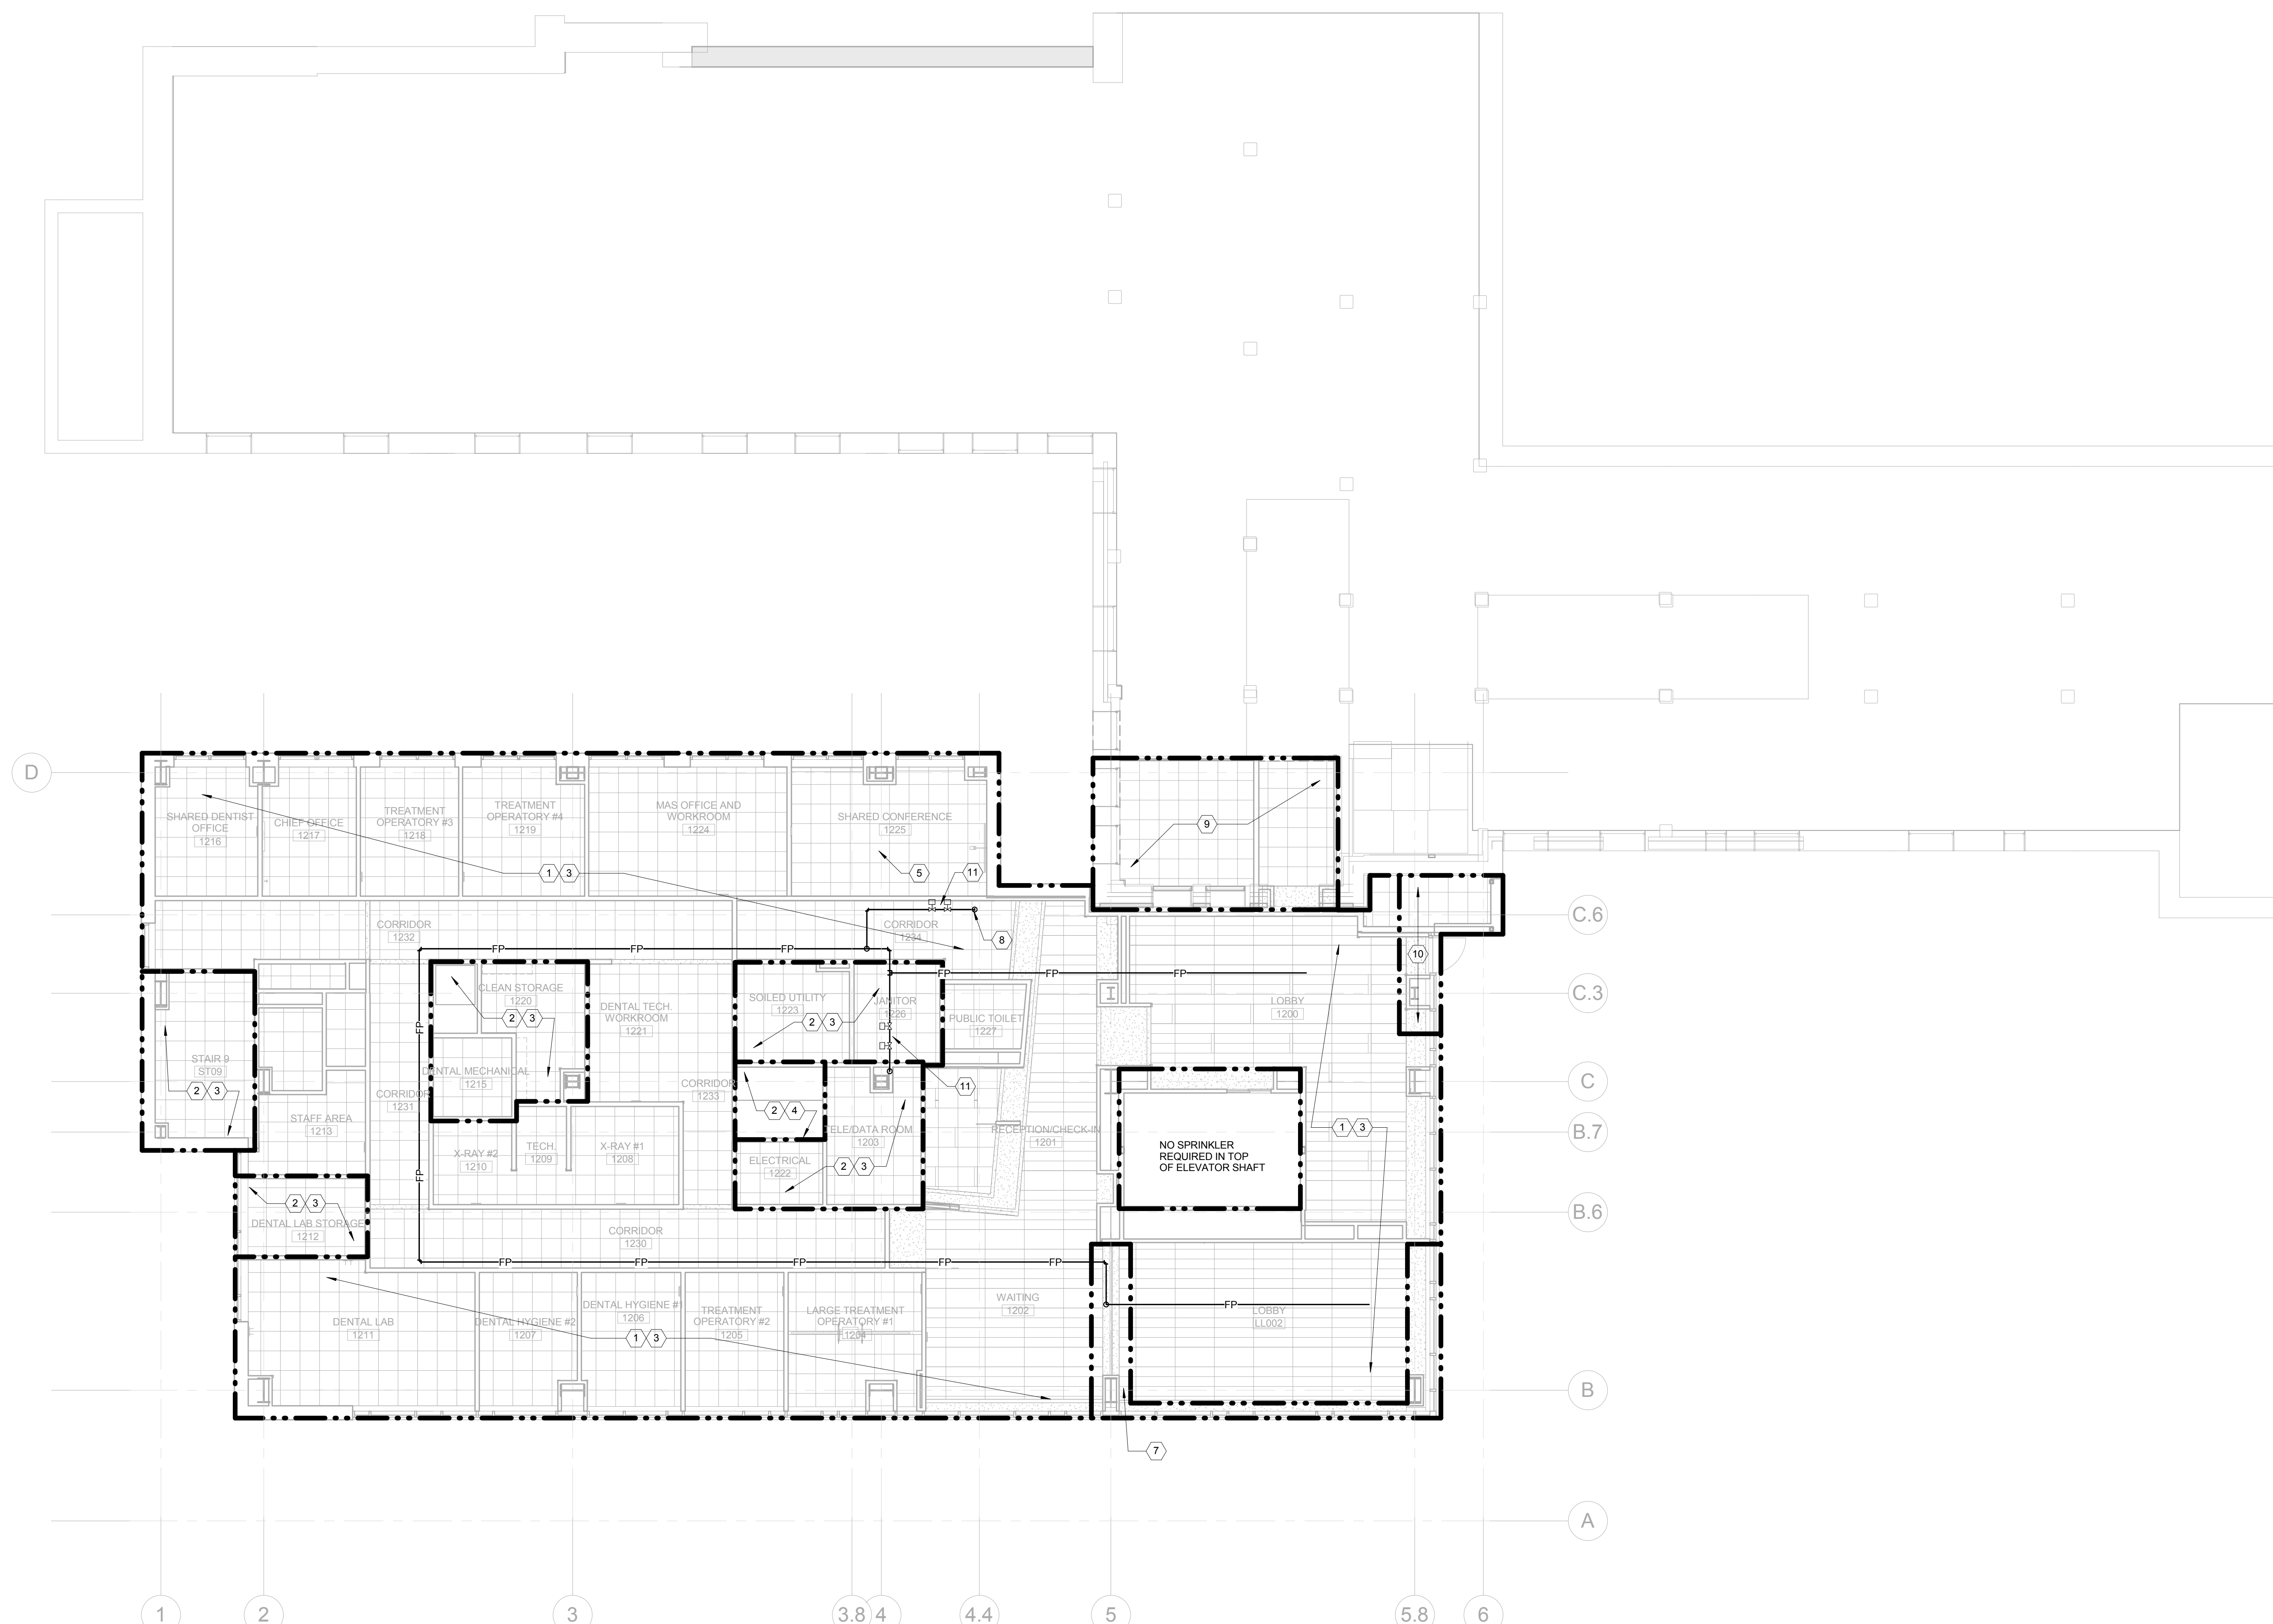 D
SHARED DENTIST
OFFICE
1216
CHIEF OFFICE
1217
TREATMENT
OPERATORY #3
1218
TREATMENT
OPERATORY #4
1219
MAS OFFICE AND
WORKROOM
1224
SHARED CONFERENCE
1225
9
1 3
5
11
CORRIDOR
1232
CORRIDOR
1234
8
10
C.6
FP
FP
FP
FP
FP
FP
CLEAN STORAGE
1220
2 3
DENTAL TECH.
WORKROOM
1221
SOILED UTILITY
1223
2 3
JANITOR
1226
PUBLIC TOILET
1227
LOBBY
1200
C.3
FP
STAIR 9
ST09
2 3
DENTAL MECHANICAL
1215
CORRIDOR
1231
CORRIDOR
1233
11
C
2 4
STAFF AREA
1213
TELE/DATA ROOM
1203
RECEPTION/CHECK-IN
1201
1 3
B.7
NO SPRINKLER
REQUIRED IN TOP
OF ELEVATOR SHAFT
X-RAY #2
1210
TECH.
1209
X-RAY #1
1208
ELECTRICAL
1222
2 3
FP
2 3
DENTAL LAB STORAGE
1212
B.6
CORRIDOR
1230
FP
FP
FP
FP
FP
FP
WAITING
1202
FP
LOBBY
LL002
DENTAL LAB
1211
DENTAL HYGIENE #2
1207
DENTAL HYGIENE #1
1206
TREATMENT
OPERATORY #2
1205
LARGE TREATMENT
OPERATORY #1
1204
1 3
B
7
A
1
2
3
3.8
4
4.4
5
5.8
6